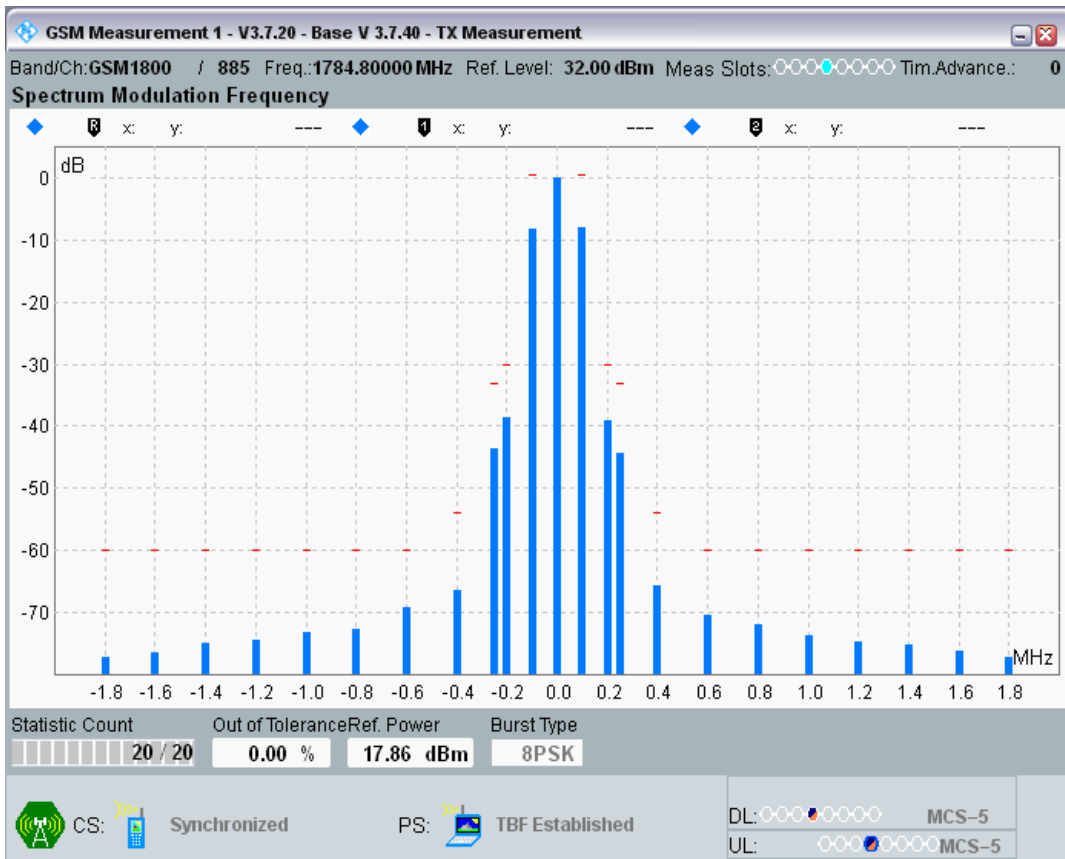 GSM Measurement 1 - V3.7.20 - Base V 3.7.40 - TX Measurement
Band/Ch:GSM1800 / 885 Freq.:1784.80000 MHz Ref. Level: 32.00 dBm Meas Slots: Tim.Advance.: 0
Spectrum Modulation Frequency
R x: y: --- 1 x: y: --- 2 x: y: ---
dB
0
-10
-20
-30
-40
-50
-60
-70
MHz
-1.8 -1.6 -1.4 -1.2 -1.0 -0.8 -0.6 -0.4 -0.2 0.0 0.2 0.4 0.6 0.8 1.0 1.2 1.4 1.6 1.8
Statistic Count Out of Tolerance Ref. Power Burst Type
20 / 20 0.00 % 17.86 dBm 8PSK
CS: Synchronized PS: TBF Established
DL: MCS-5
UL: MCS-5